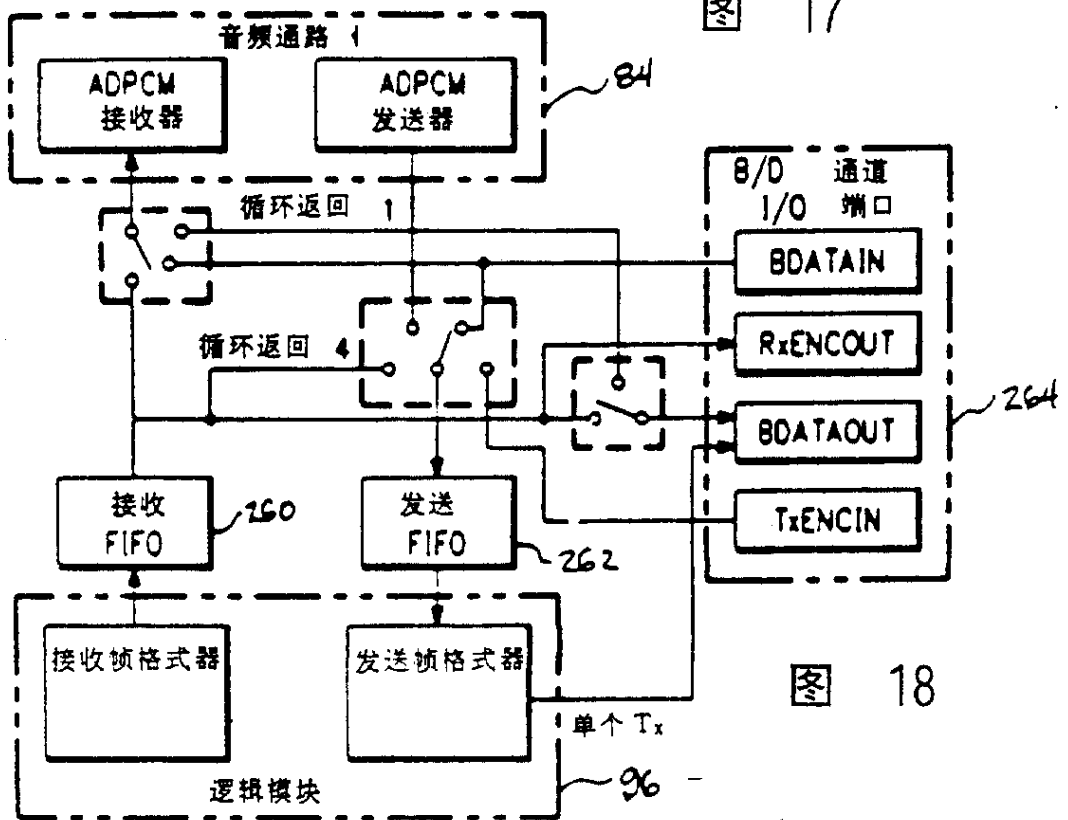 图 17
音频通路 1
ADPCM
接收器
ADPCM
发送器
84
循环返回 1
B/D 通道
I/O 端口
BDATAIN
循环返回 4
RxENCOUT
264
BDATAOUT
接收
FIFO
260
发送
FIFO
262
TxENCIN
接收帧格式器
发送帧格式器
图 18
单个 Tx
逻辑模块
96